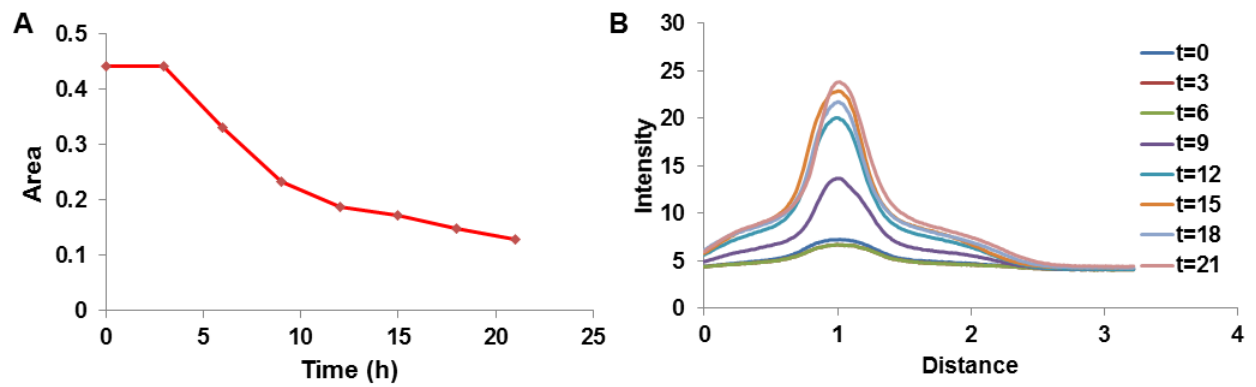 A
0.5
0.4
0.3
0.2
0.1
0
Area
0 5 10 15 20 25
Time (h)
B
30
25
20
15
10
5
0
Intensity
0 1 2 3 4
Distance
t=0
t=3
t=6
t=9
t=12
t=15
t=18
t=21